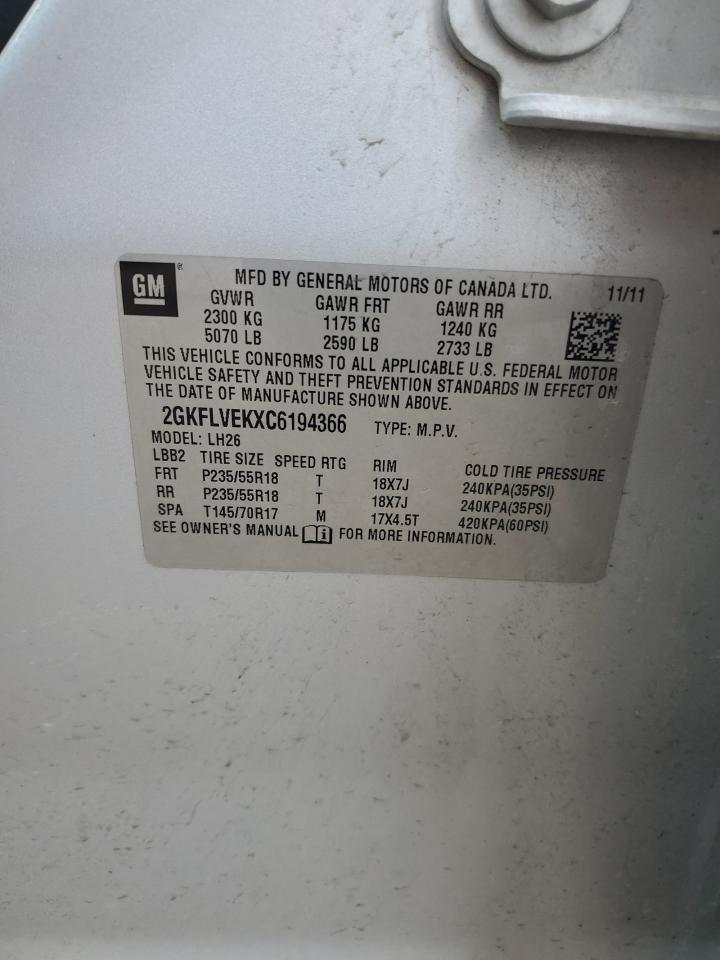 GM® MFD BY GENERAL MOTORS OF CANADA LTD. 11/11
GVWR GAWR FRT GAWR RR
2300 KG 1175 KG 1240 KG
5070 LB 2590 LB 2733 LB
THIS VEHICLE CONFORMS TO ALL APPLICABLE U.S. FEDERAL MOTOR
VEHICLE SAFETY AND THEFT PREVENTION STANDARDS IN EFFECT ON
THE DATE OF MANUFACTURE SHOWN ABOVE.
2GKFLVEKXC6194366 TYPE: M.P.V.
MODEL: LH26
LBB2 TIRE SIZE SPEED RTG RIM COLD TIRE PRESSURE
FRT P235/55R18 T 18X7J 240KPA(35PSI)
RR P235/55R18 T 18X7J 240KPA(35PSI)
SPA T145/70R17 M 17X4.5T 420KPA(60PSI)
SEE OWNER'S MANUAL i FOR MORE INFORMATION.